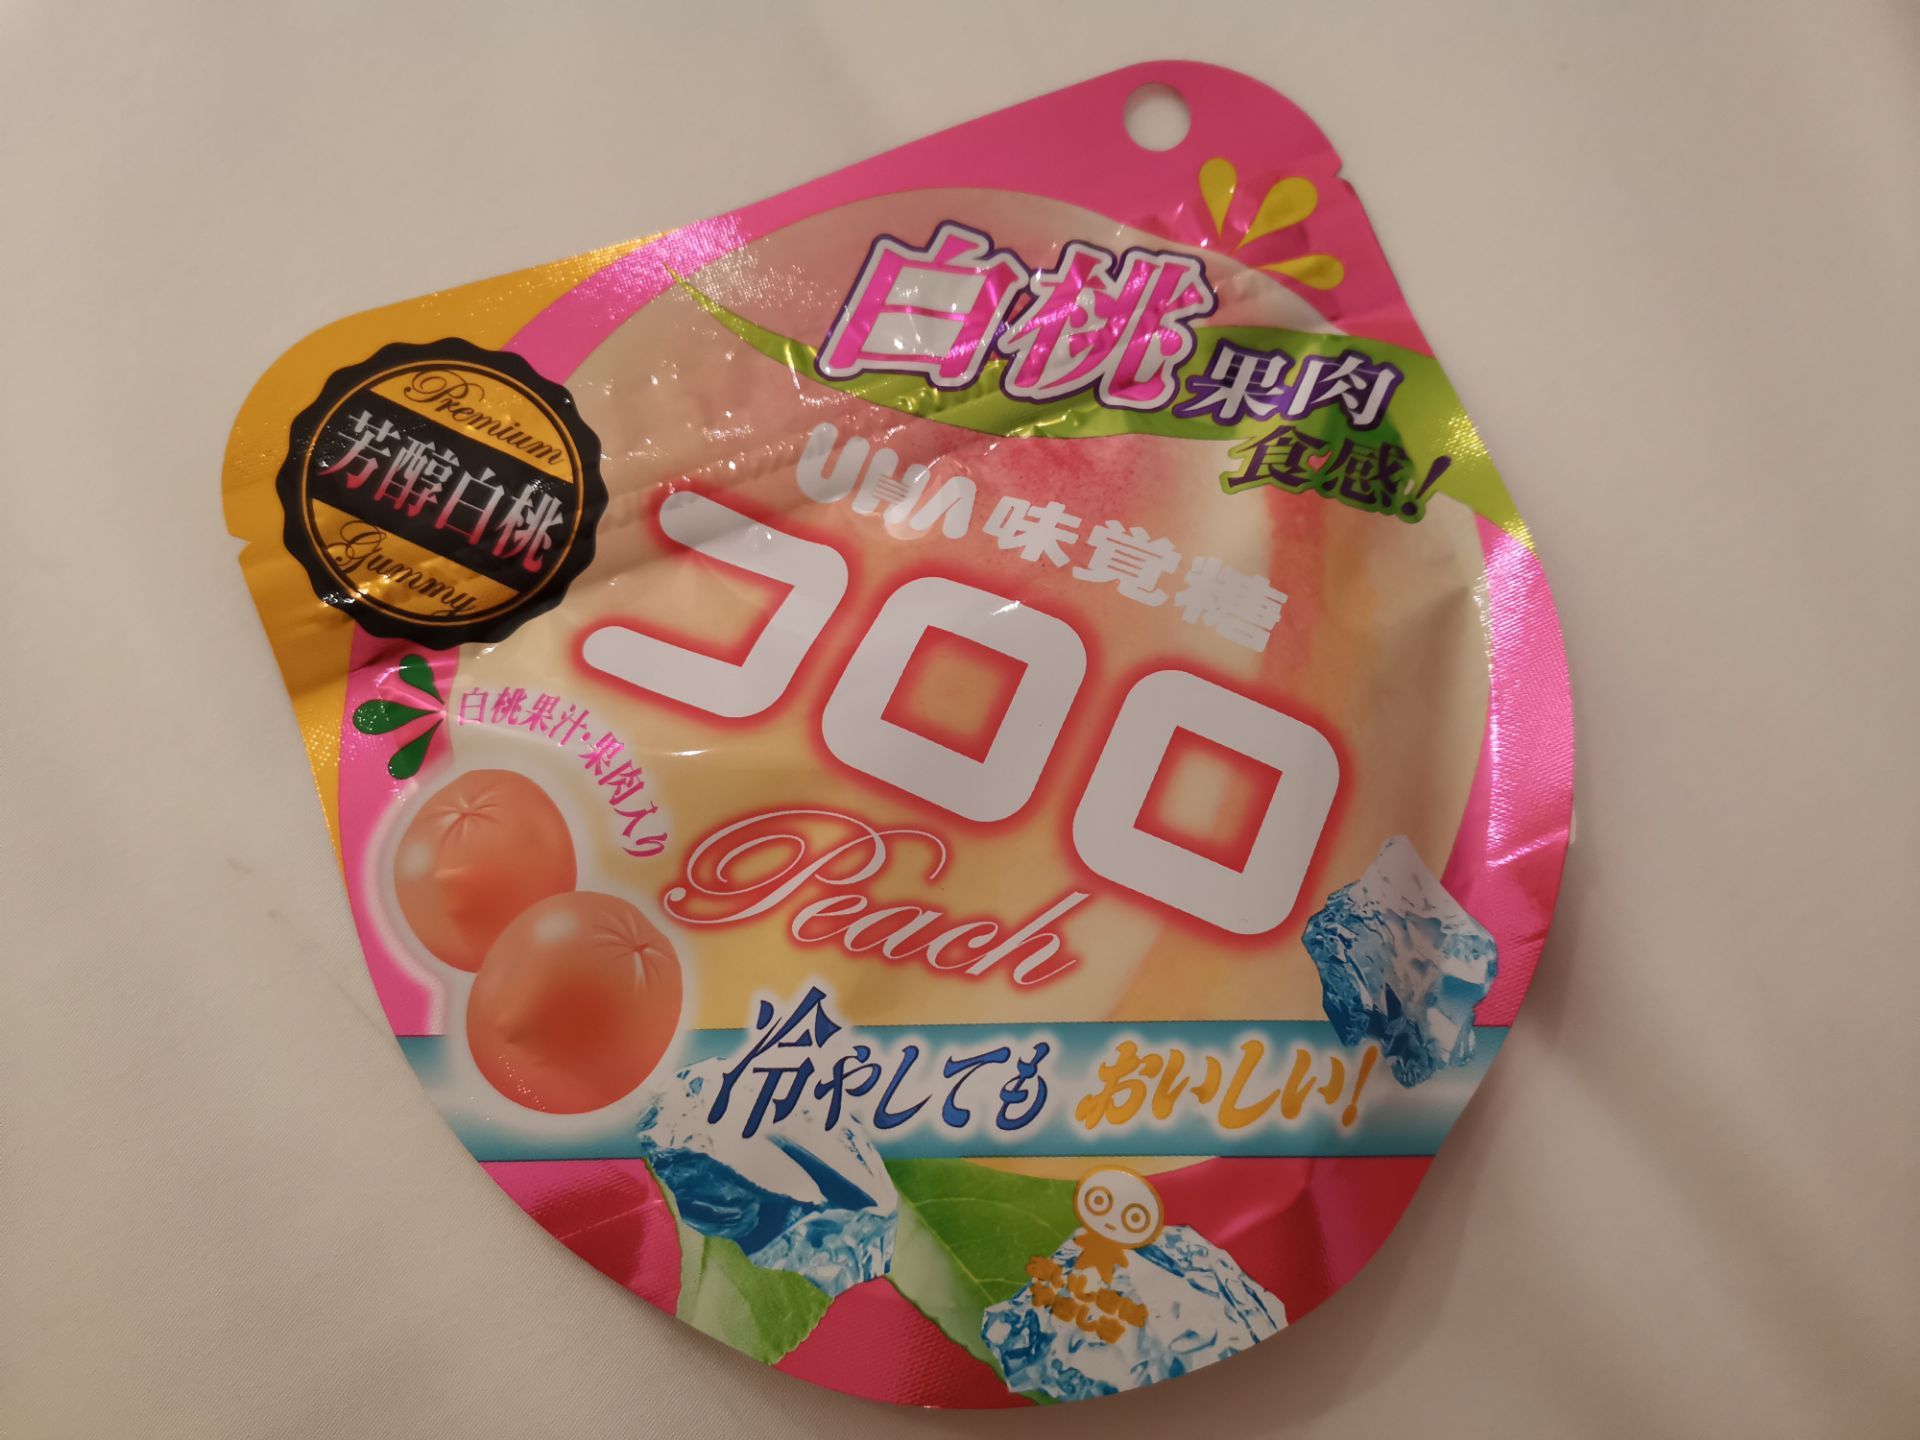 白桃果肉
食感!
Premium
芳醇白桃
Gummy
UHA味覚糖
コロロ
Peach
白桃果汁・果肉入り
冷やしても おいしい!